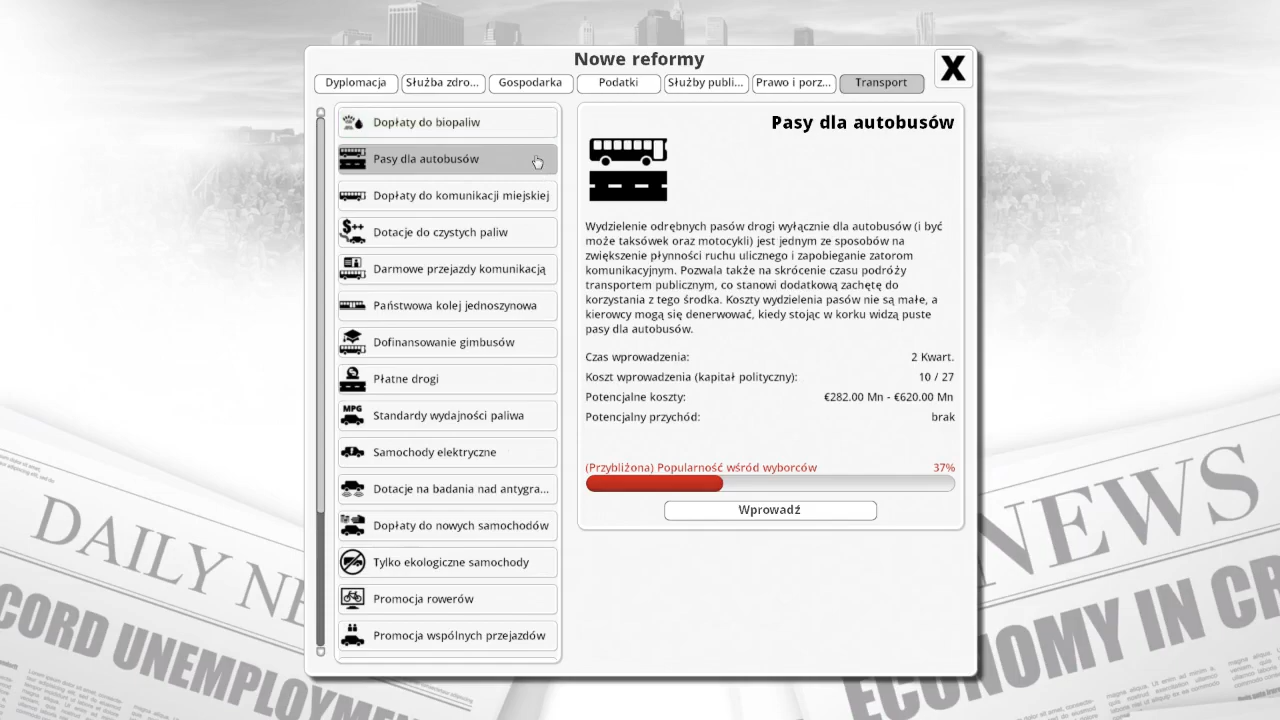 Nowe reformy
X
Dyplomacja
Służba zdro...
Gospodarka
Podatki
Służby publi...
Prawo i porz...
Transport
Dopłaty do biopaliw
Pasy dla autobusów
Dopłaty do komunikacji miejskiej
$++
Dotacje do czystych paliw
Darmowe przejazdy komunikacją
Państwowa kolej jednoszynowa
Dofinansowanie gimbusów
Płatne drogi
MPG
Standardy wydajności paliwa
Samochody elektryczne
Dotacje na badania nad antygra...
Dopłaty do nowych samochodów
Tylko ekologiczne samochody
Promocja rowerów
Promocja wspólnych przejazdów
Pasy dla autobusów
Wydzielenie odrębnych pasów drogi wyłącznie dla autobusów (i być
może taksówek oraz motocykli) jest jednym ze sposobów na
zwiększenie płynności ruchu ulicznego i zapobieganie zatorom
komunikacyjnym. Pozwala także na skrócenie czasu podróży
transportem publicznym, co stanowi dodatkową zachętę do
korzystania z tego środka. Koszty wydzielenia pasów nie są małe, a
kierowcy mogą się denerwować, kiedy stojąc w korku widzą puste
pasy dla autobusów.
Czas wprowadzenia: 2 Kwart.
Koszt wprowadzenia (kapitał polityczny): 10 / 27
Potencjalne koszty: €282.00 Mn - €620.00 Mn
Potencjalny przychód: brak
(Przybliżona) Popularność wśród wyborców 37%
Wprowadź
DAILY NE
CORD UNEMPLOYM
NEWS
ECONOMY IN CR